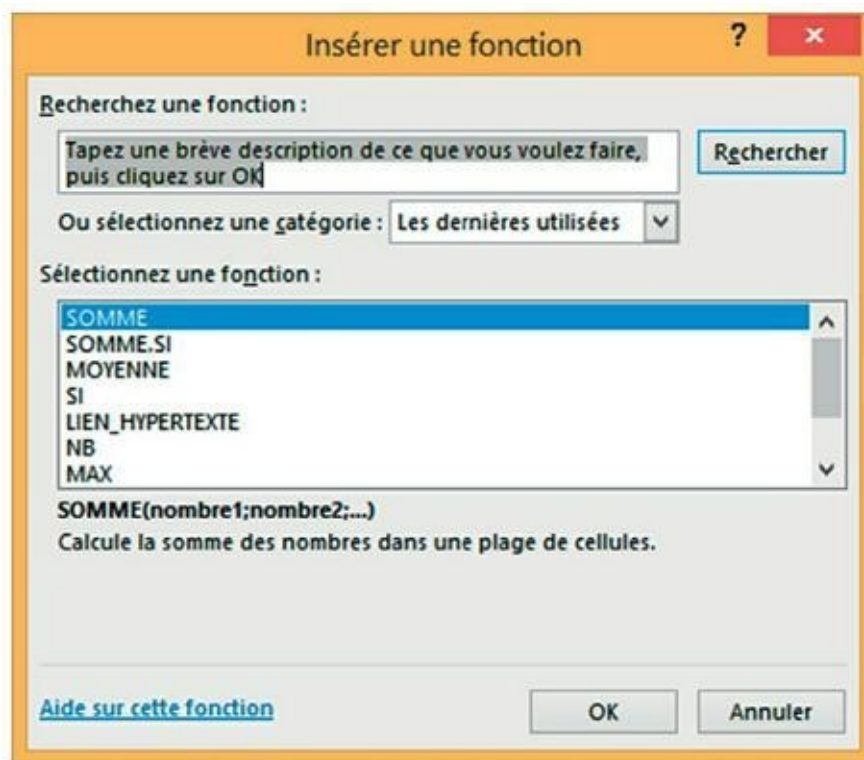 Insérer une fonction
?
×
Recherchez une fonction :
Tapez une brève description de ce que vous voulez faire,
puis cliquez sur OK
Rechercher
Ou sélectionnez une catégorie : Les dernières utilisées
Sélectionnez une fonction :
SOMME
SOMME.SI
MOYENNE
SI
LIEN_HYPERTEXTE
NB
MAX
SOMME(nombre1;nombre2;...)
Calcule la somme des nombres dans une plage de cellules.
Aide sur cette fonction
OK
Annuler